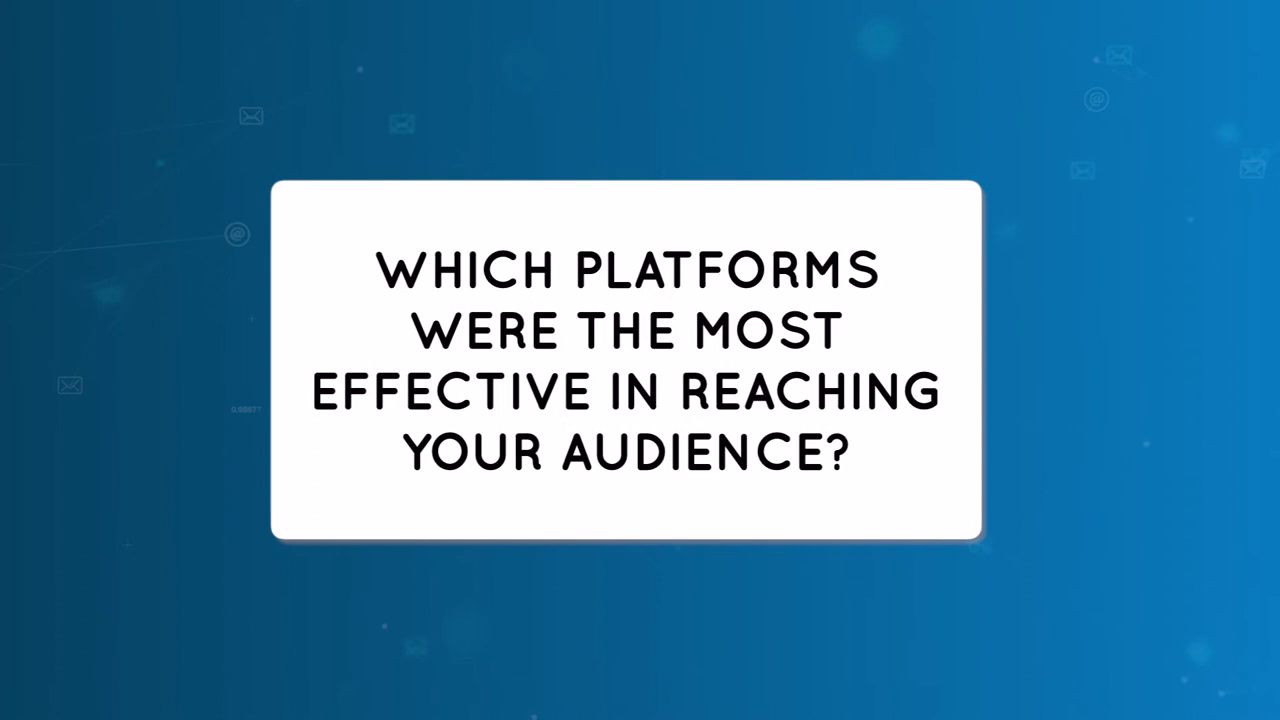 WHICH PLATFORMS
WERE THE MOST
EFFECTIVE IN REACHING
YOUR AUDIENCE?